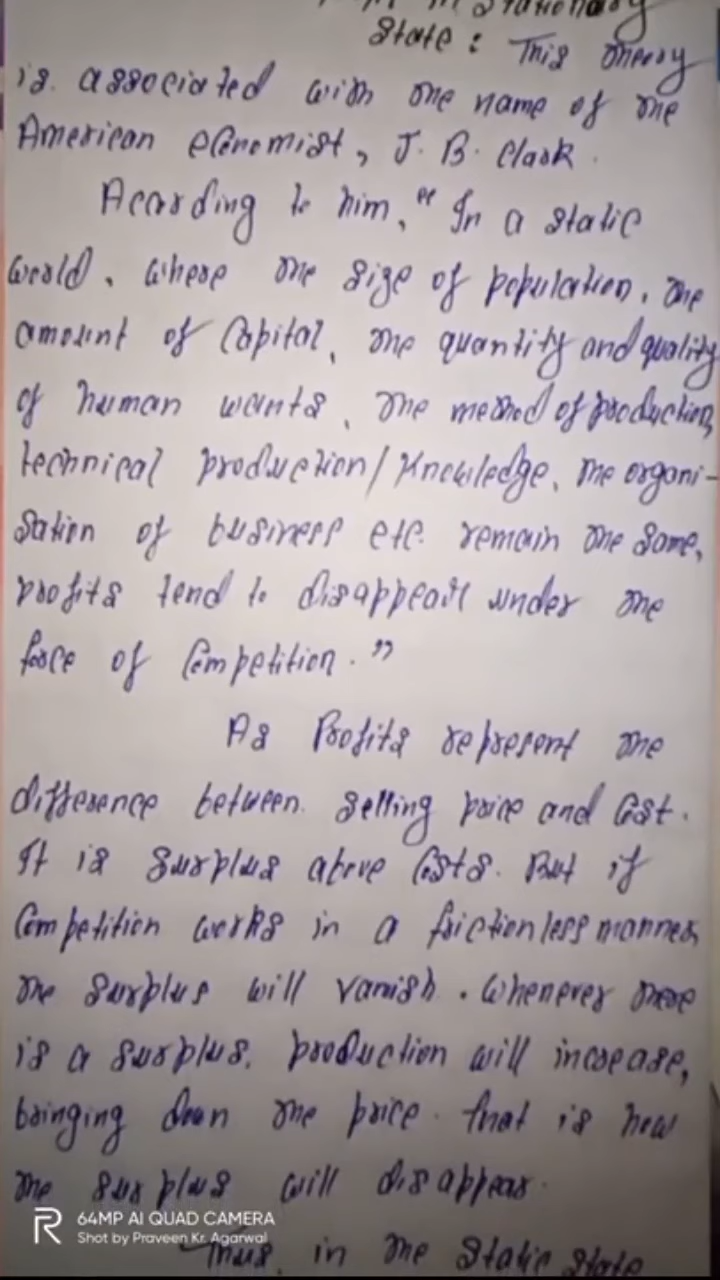 in Stationary
State : This theory
is associated with the name of the
American economist, J. B. Clark.
Acarding to him, "In a static
world, where the size of population, the
amount of Capital, the quantity and quality
of human wants, the method of production,
technical production/Knowledge, the organi-
sation of business etc. remain the same,
profits tend to disappear under the
force of Competition."
As Profits represent the
difference between selling price and Cost.
It is surplus above Costs. But if
Competition works in a frictionless manner,
the surplus will vanish. Whenever there
is a surplus, production will increase,
bringing down the price. that is how
the surplus will disappear.
Thus, in the Static State
64MP AI QUAD CAMERA
Shot by Praveen Kr. Agarwal